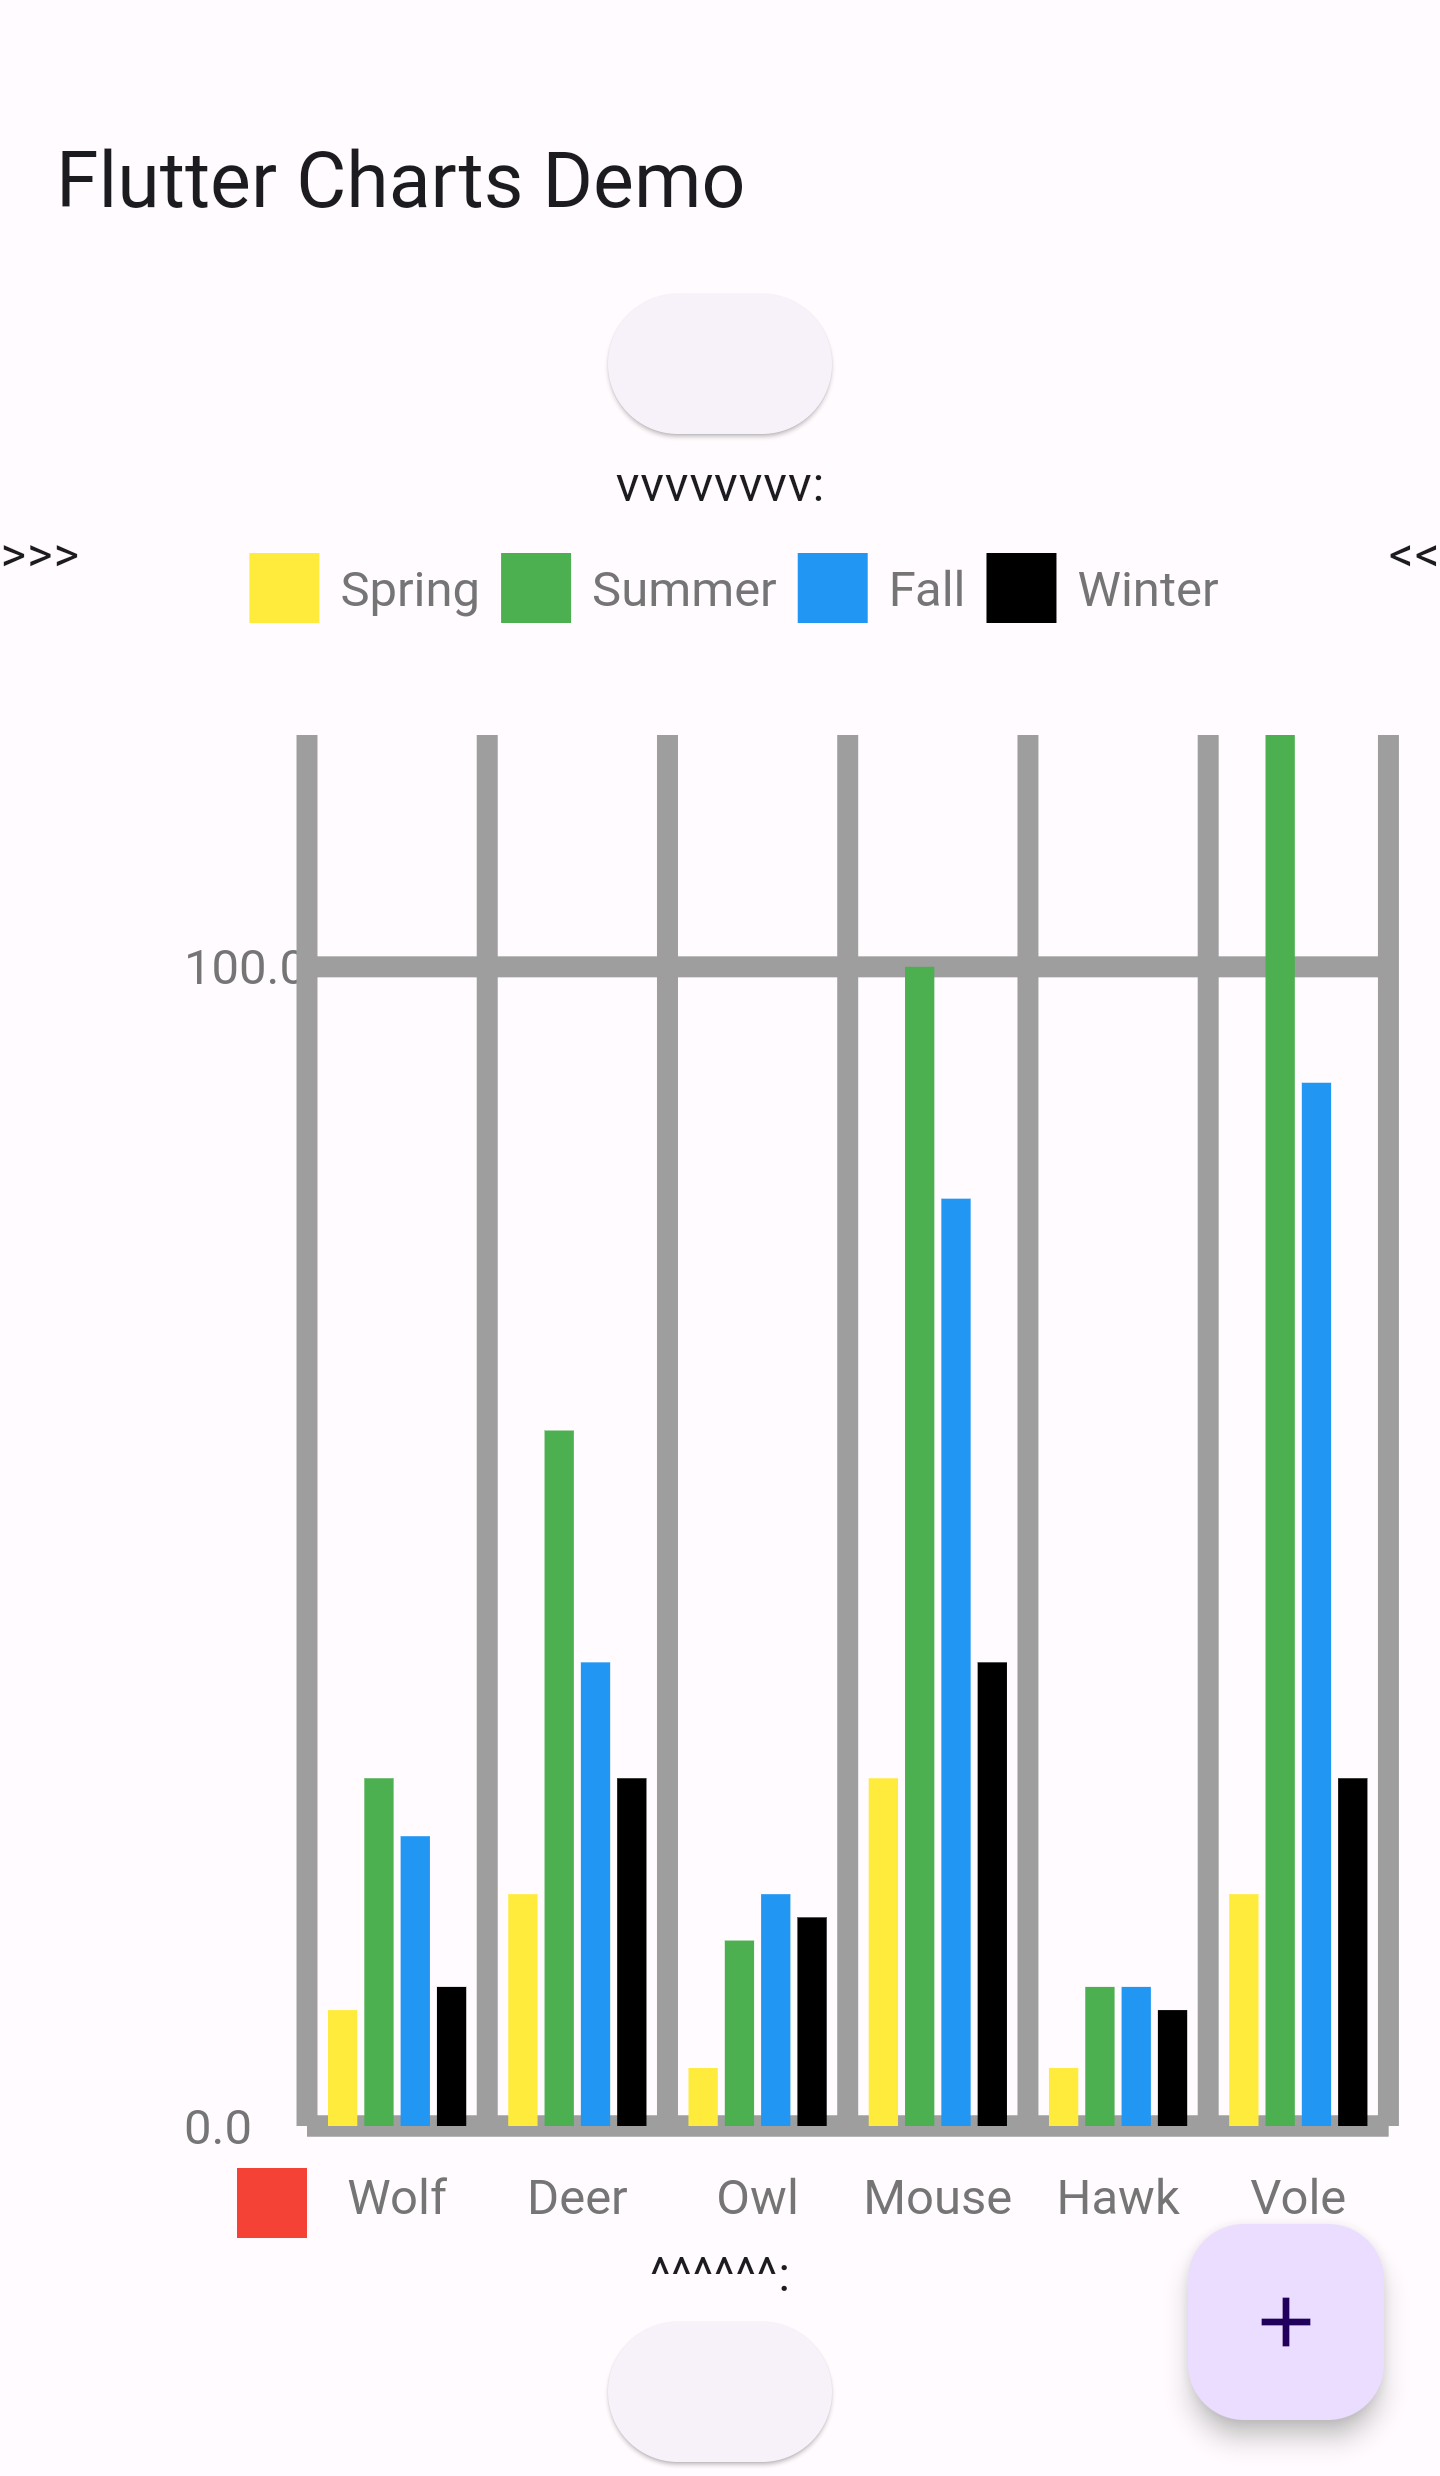 Flutter Charts Demo
vvvvvvvv:
>>> <<
Spring Summer Fall Winter
100.0
0.0
Wolf Deer Owl Mouse Hawk Vole
^^^^^^:
+